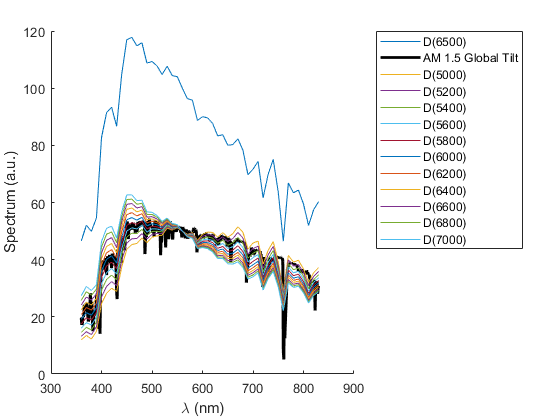 120
100
80
60
40
20
0
300 400 500 600 700 800 900
Spectrum (a.u.)
λ (nm)
D(6500)
AM 1.5 Global Tilt
D(5000)
D(5200)
D(5400)
D(5600)
D(5800)
D(6000)
D(6200)
D(6400)
D(6600)
D(6800)
D(7000)